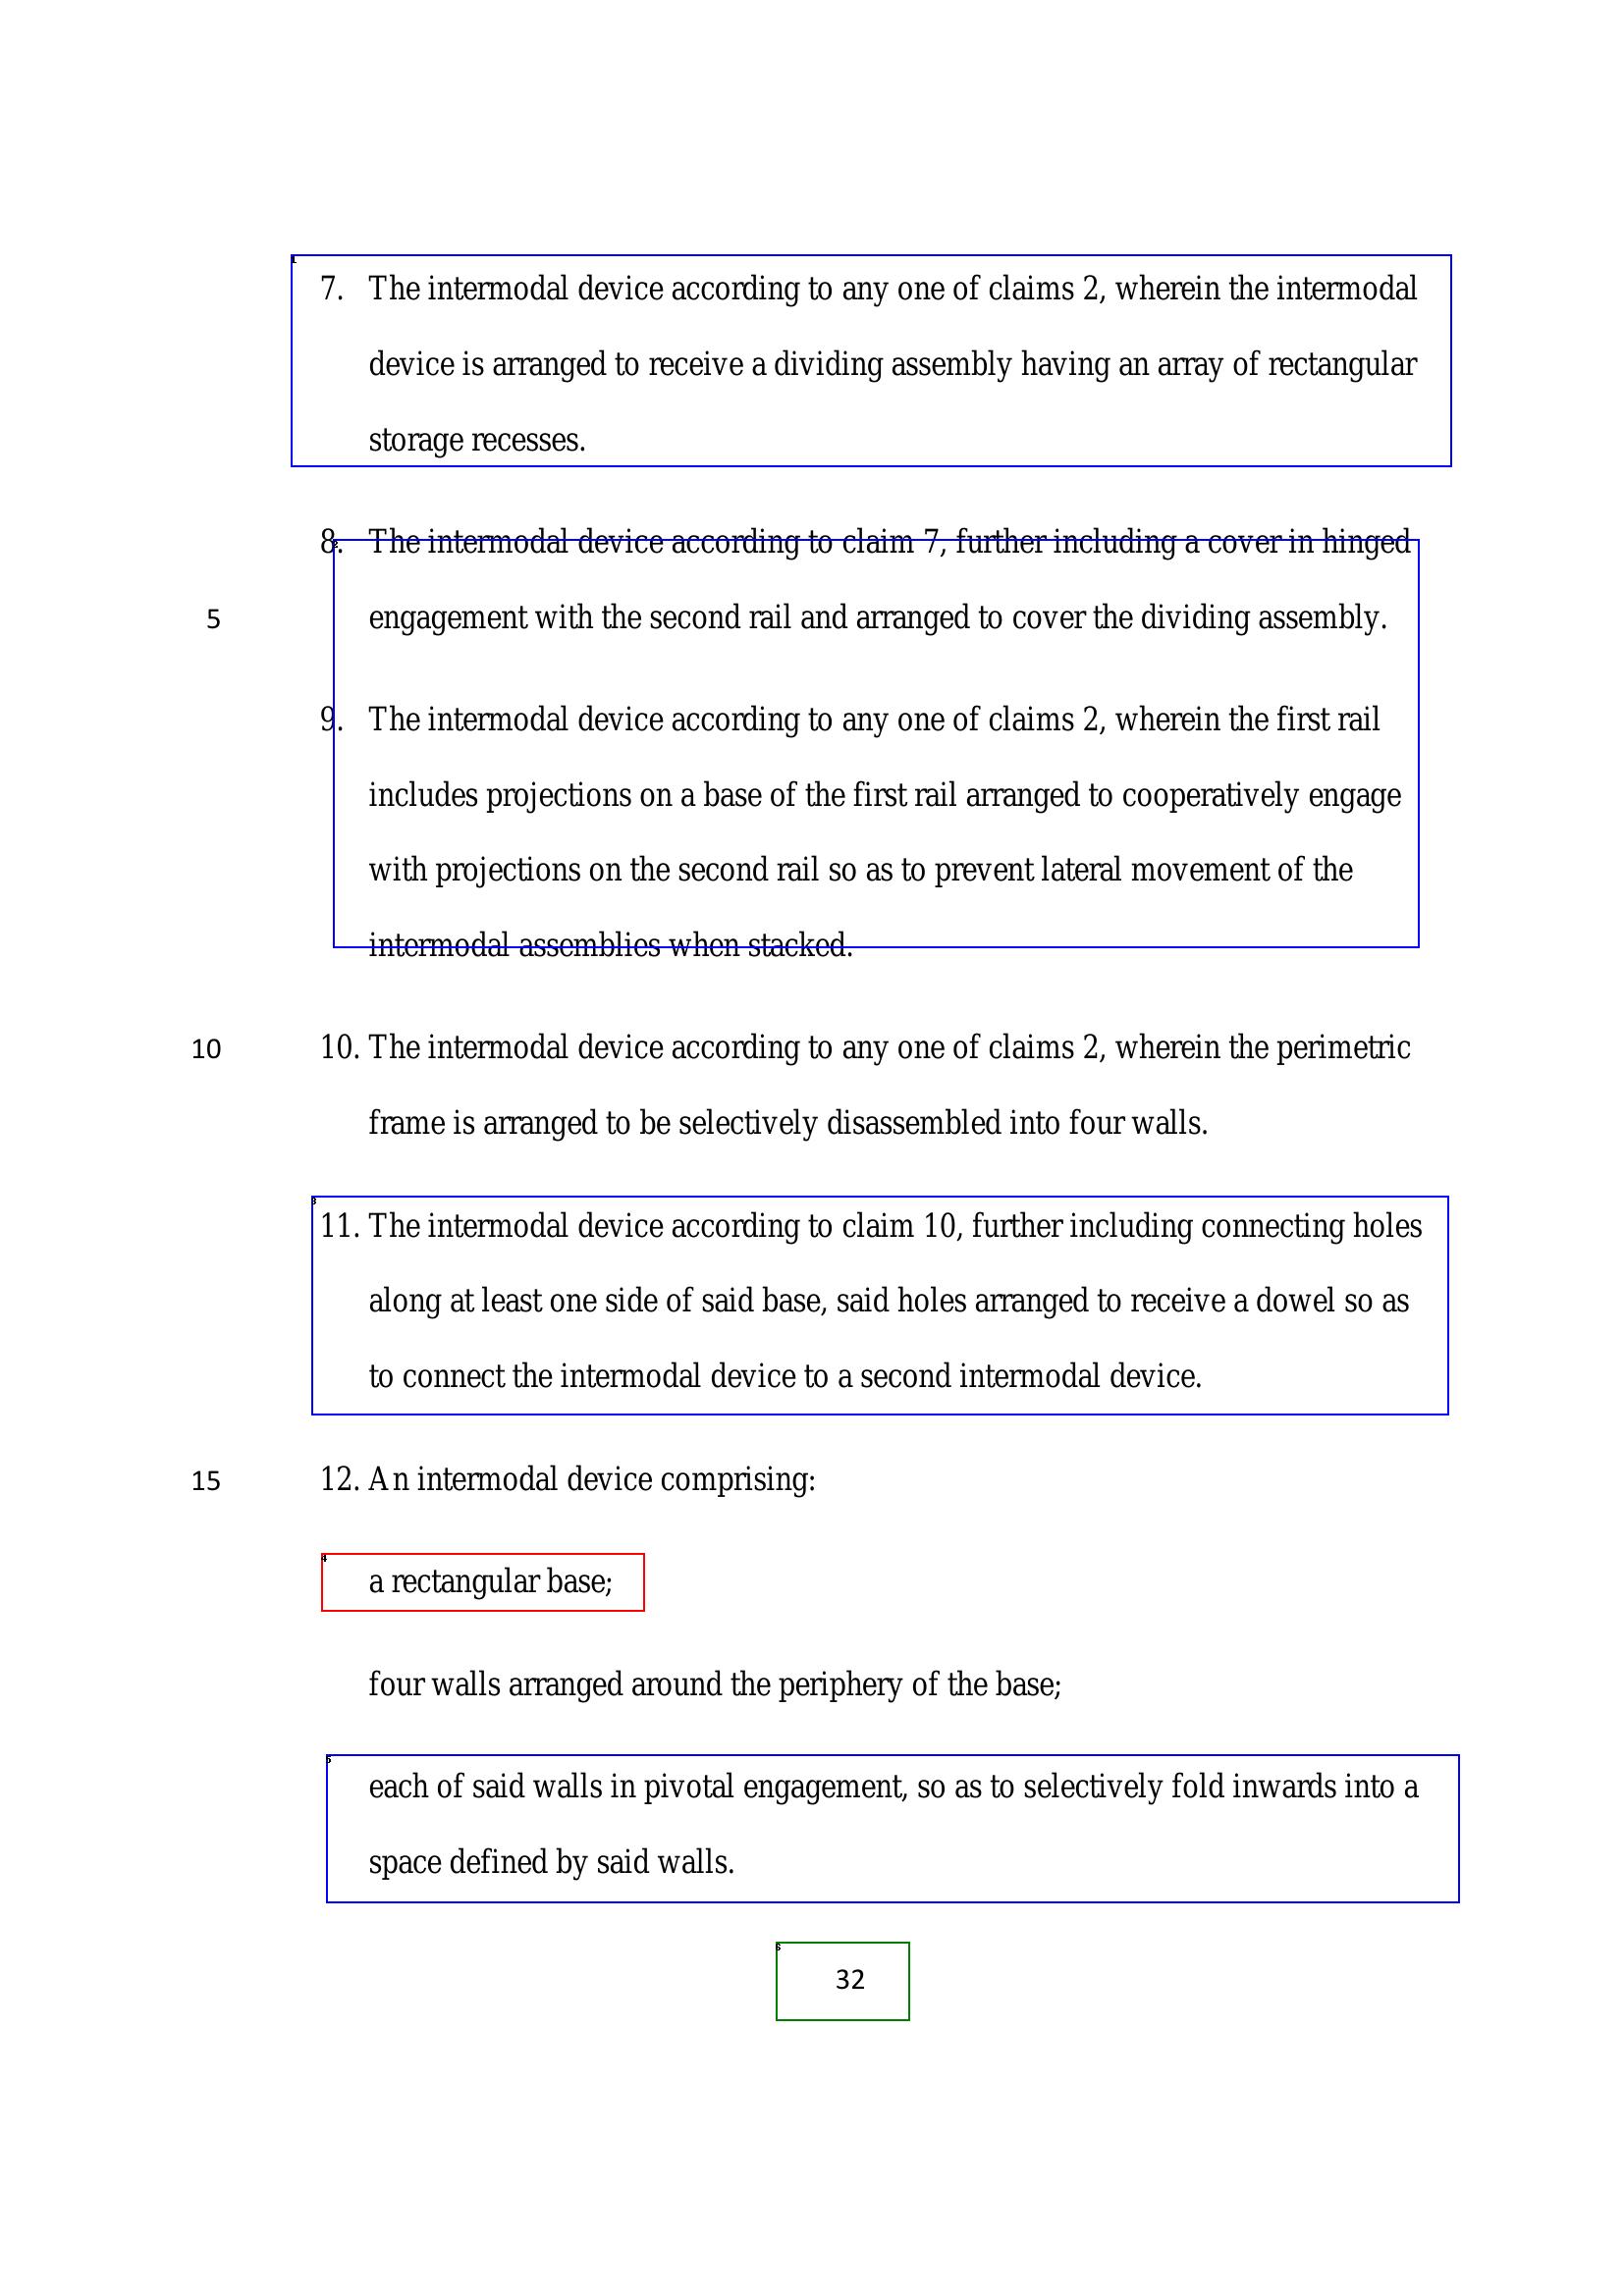 7. The intermodal device according to any one of claims 2, wherein the intermodal
device is arranged to receive a dividing assembly having an array of rectangular
storage recesses.
8. The intermodal device according to claim 7, further including a cover in hinged
5 engagement with the second rail and arranged to cover the dividing assembly.
9. The intermodal device according to any one of claims 2, wherein the first rail
includes projections on a base of the first rail arranged to cooperatively engage
with projections on the second rail so as to prevent lateral movement of the
intermodal assemblies when stacked.
10 10. The intermodal device according to any one of claims 2, wherein the perimetric
frame is arranged to be selectively disassembled into four walls.
11. The intermodal device according to claim 10, further including connecting holes
along at least one side of said base, said holes arranged to receive a dowel so as
to connect the intermodal device to a second intermodal device.
15 12. An intermodal device comprising:
a rectangular base;
four walls arranged around the periphery of the base;
each of said walls in pivotal engagement, so as to selectively fold inwards into a
space defined by said walls.
32